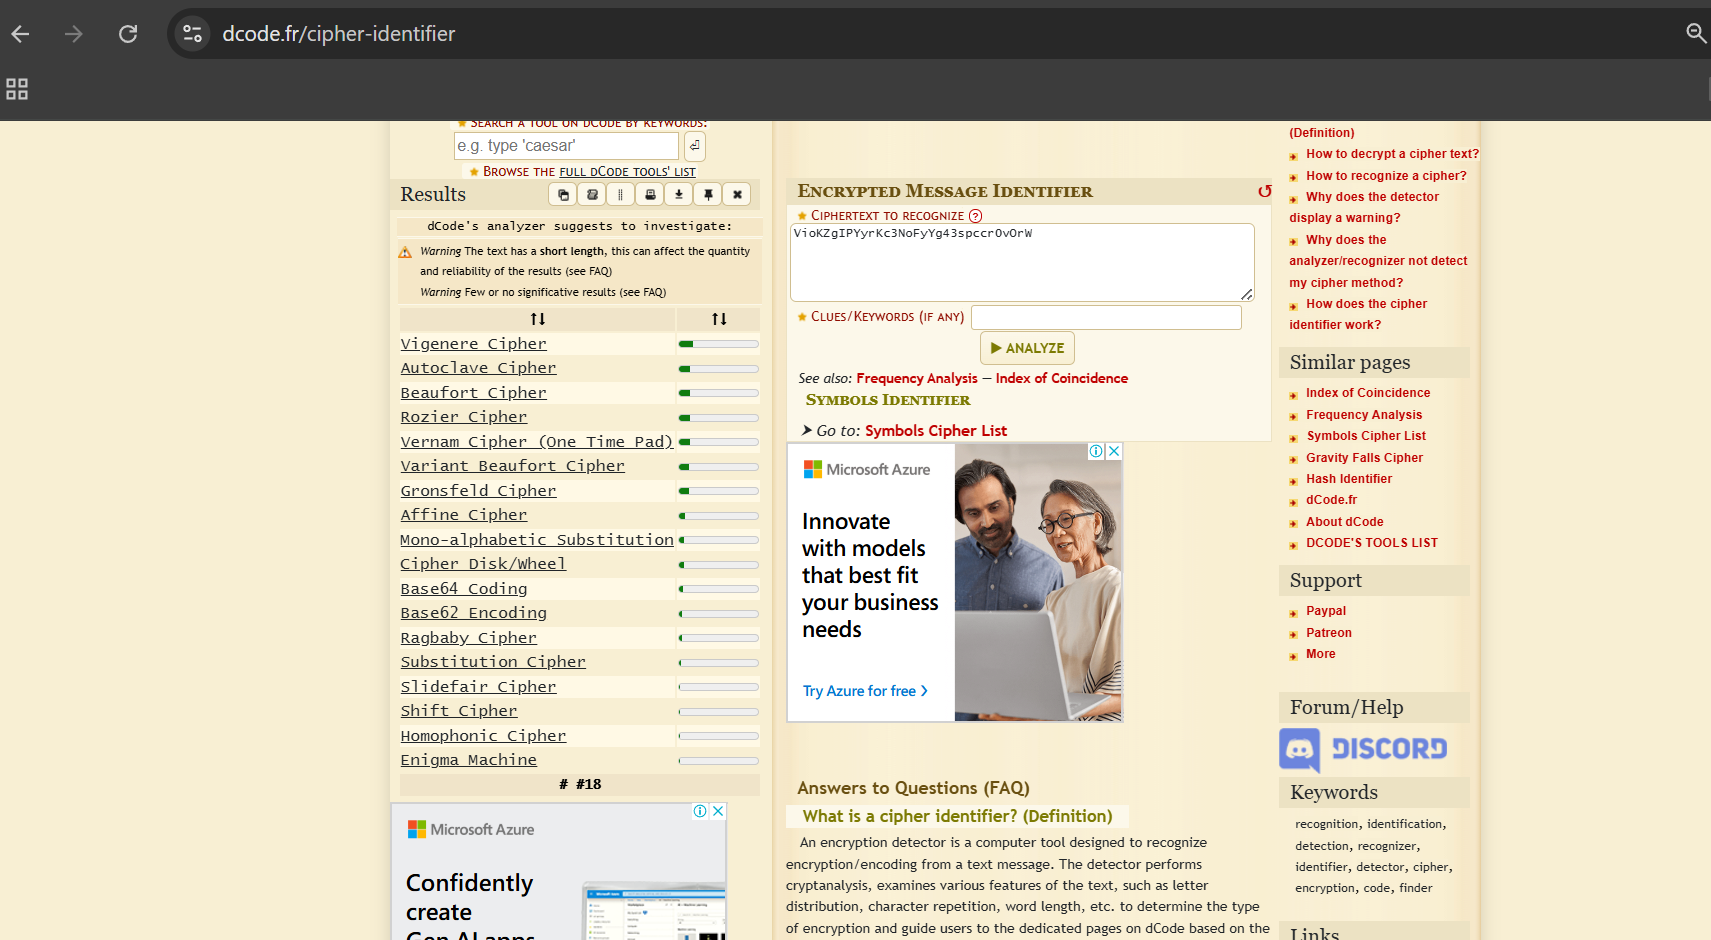 dcode.fr/cipher-identifier
SEARCH A TOOL ON DCODE BY KEYWORDS:
e.g. type 'caesar'
BROWSE THE FULL DCODE TOOLS' LIST
Results
dCode's analyzer suggests to investigate:
Warning The text has a short length, this can affect the quantity
and reliability of the results (see FAQ)
Warning Few or no significative results (see FAQ)
↑↓ ↑↓
Vigenere Cipher
Autoclave Cipher
Beaufort Cipher
Rozier Cipher
Vernam Cipher (One Time Pad)
Variant Beaufort Cipher
Gronsfeld Cipher
Affine Cipher
Mono-alphabetic Substitution
Cipher Disk/Wheel
Base64 Coding
Base62 Encoding
Ragbaby Cipher
Substitution Cipher
Slidefair Cipher
Shift Cipher
Homophonic Cipher
Enigma Machine
# #18
Microsoft Azure
Confidently
create
Gen AI apps
ENCRYPTED MESSAGE IDENTIFIER
CIPHERTEXT TO RECOGNIZE ?
VioKZgIPYyrKc3NoFyYg43spccrOvOrW
CLUES/KEYWORDS (IF ANY)
▶ ANALYZE
See also: Frequency Analysis — Index of Coincidence
SYMBOLS IDENTIFIER
➤ Go to: Symbols Cipher List
Microsoft Azure
Innovate
with models
that best fit
your business
needs
Try Azure for free ❯
Answers to Questions (FAQ)
What is a cipher identifier? (Definition)
An encryption detector is a computer tool designed to recognize
encryption/encoding from a text message. The detector performs
cryptanalysis, examines various features of the text, such as letter
distribution, character repetition, word length, etc. to determine the type
of encryption and guide users to the dedicated pages on dCode based on the
(Definition)
How to decrypt a cipher text?
How to recognize a cipher?
Why does the detector
display a warning?
Why does the
analyzer/recognizer not detect
my cipher method?
How does the cipher
identifier work?
Similar pages
Index of Coincidence
Frequency Analysis
Symbols Cipher List
Gravity Falls Cipher
Hash Identifier
dCode.fr
About dCode
DCODE'S TOOLS LIST
Support
Paypal
Patreon
More
Forum/Help
DISCORD
Keywords
recognition, identification,
detection, recognizer,
identifier, detector, cipher,
encryption, code, finder
Links